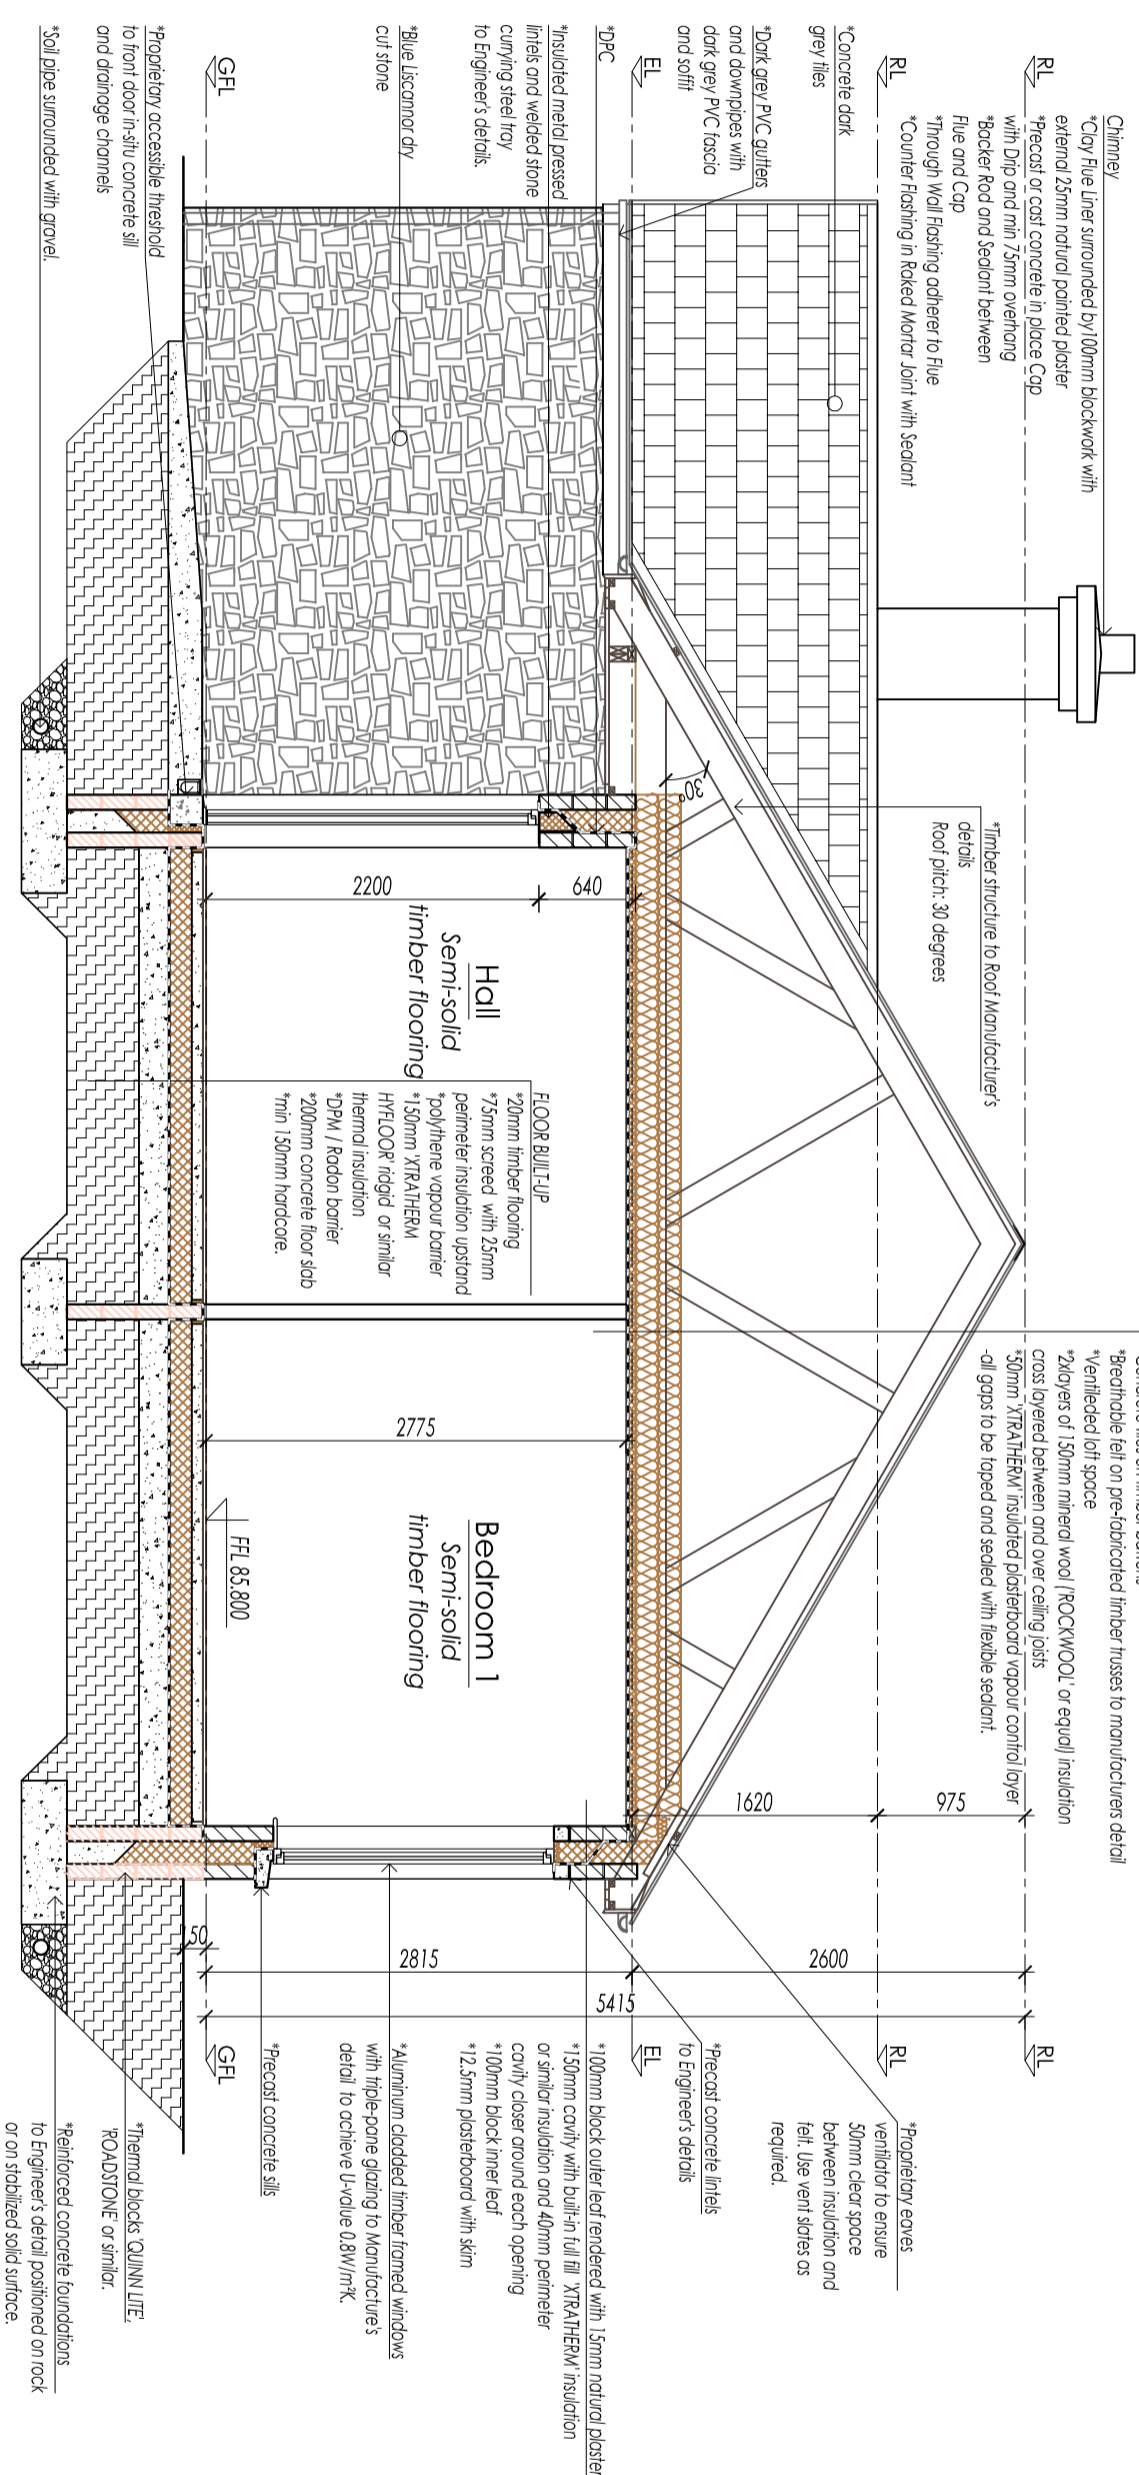 Chimney
*Clay Flue Liner surrounded by100mm blockwork with
external 25mm natural painted plaster
*Precast or cast concrete in place Cap
with Drip and min 75mm overhang
*Backer Rod and Sealant between
Flue and Cap
*Through Wall Flashing adherer to Flue
*Counter Flashing in Raked Mortar Joint with Sealant
RL
RL
*Concrete dark
grey tiles
*Dark grey PVC gutters
and downpipes with
dark grey PVC fascia
and soffit
EL
*DPC
*Insulated metal pressed
lintels and welded stone
currying steel tray
to Engineer's details.
*Blue Liscannor dry
cut stone
GFL
*Proprietary accessible threshold
to front door in-situ concrete sill
and drainage channels
*Soil pipe surrounded with gravel.
30°
*Timber structure to Roof Manufacturer's
details
Roof pitch: 30 degrees
640
2200
Hall
Semi-solid
timber flooring
FLOOR BUILT-UP
*20mm timber flooring
*75mm screed with 25mm
perimeter insulation upstand
*polythene vapour barrier
*150mm 'XTRATHERM
HYFLOOR' ridgid or similar
thermal insulation
*DPM / Radon barrier
*200mm concrete floor slab
*min 150mm hardcore.
*Breathable felt on pre-fabricated timber trusses to manufacturers detail
*Ventileded loft space
*2xlayers of 150mm mineral wool ('ROCKWOOL' or equal) insulation
cross layered between and over ceiling joists
*50mm 'XTRATHERM' insulated plasterboard vapour control layer
-all gaps to be taped and sealed with flexible sealant.
2775
Bedroom 1
Semi-solid
timber flooring
FFL 85.800
975
1620
2600
2815
5415
RL
RL
EL
GFL
*Proprietary eaves
ventilator to ensure
50mm clear space
between insulation and
felt. Use vent slates as
required.
*Precast concrete lintels
to Engineer's details
*100mm block outer leaf rendered with 15mm natural plaster
*150mm cavity with built-in full fill 'XTRATHERM' insulation
or similar insulation and 40mm perimeter
cavity closer around each opening
*100mm block inner leaf
*12.5mm plasterboard with skim
*Aluminum cladded timber framed windows
with triple-pane glazing to Manufacture's
detail to achieve U-value 0.8W/m²K.
*Precast concrete sills
*Thermal blocks 'QUINN LITE',
'ROADSTONE' or similar.
*Reinforced concrete foundations
to Engineer's detail positioned on rock
or on stabilized solid surface.